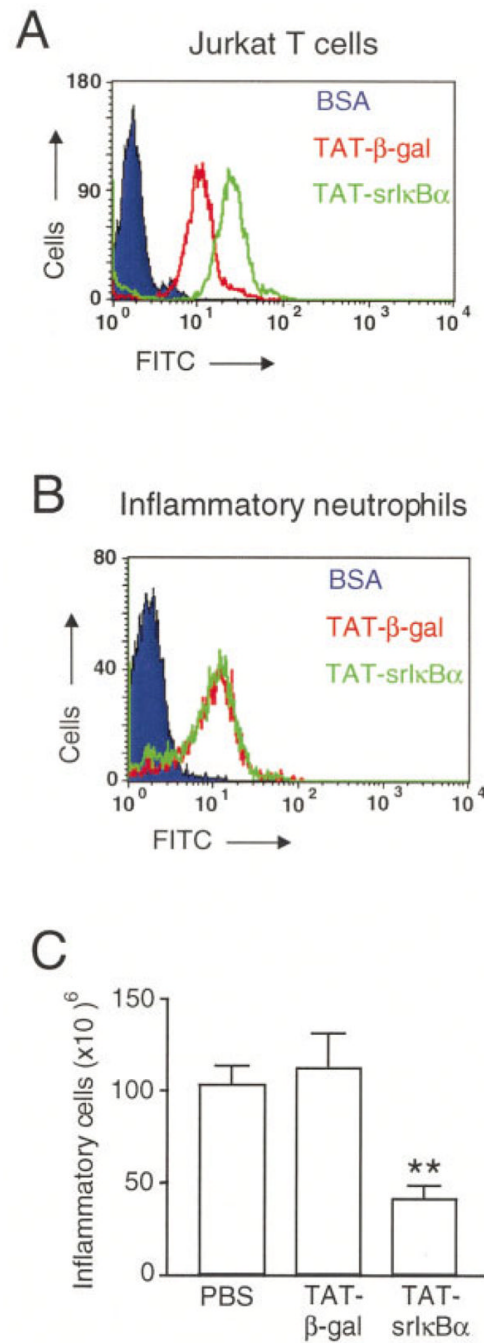 A
Jurkat T cells
180
90
0
Cells
BSA
TAT-β-gal
TAT-srIκBα
10⁰ 10¹ 10² 10³ 10⁴
FITC
B
Inflammatory neutrophils
80
40
0
Cells
BSA
TAT-β-gal
TAT-srIκBα
10⁰ 10¹ 10² 10³ 10⁴
FITC
C
150
100
50
0
Inflammatory cells (x10 )⁶
**
PBS
TAT-
β-gal
TAT-
srIκBα